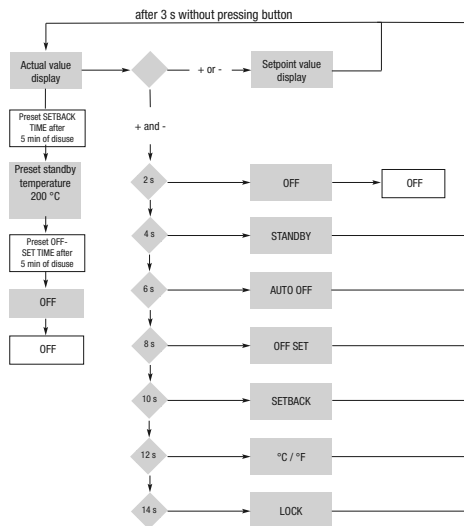 after 3 s without pressing button
Actual value
display
+ or -
Setpoint value
display
Preset SETBACK
TIME after
5 min of disuse
+ and -
Preset standby
temperature
200 °C
2 s
OFF
OFF
Preset OFF-
SET TIME after
5 min of disuse
4 s
STANDBY
OFF
6 s
AUTO OFF
OFF
8 s
OFF SET
10 s
SETBACK
12 s
°C / °F
14 s
LOCK